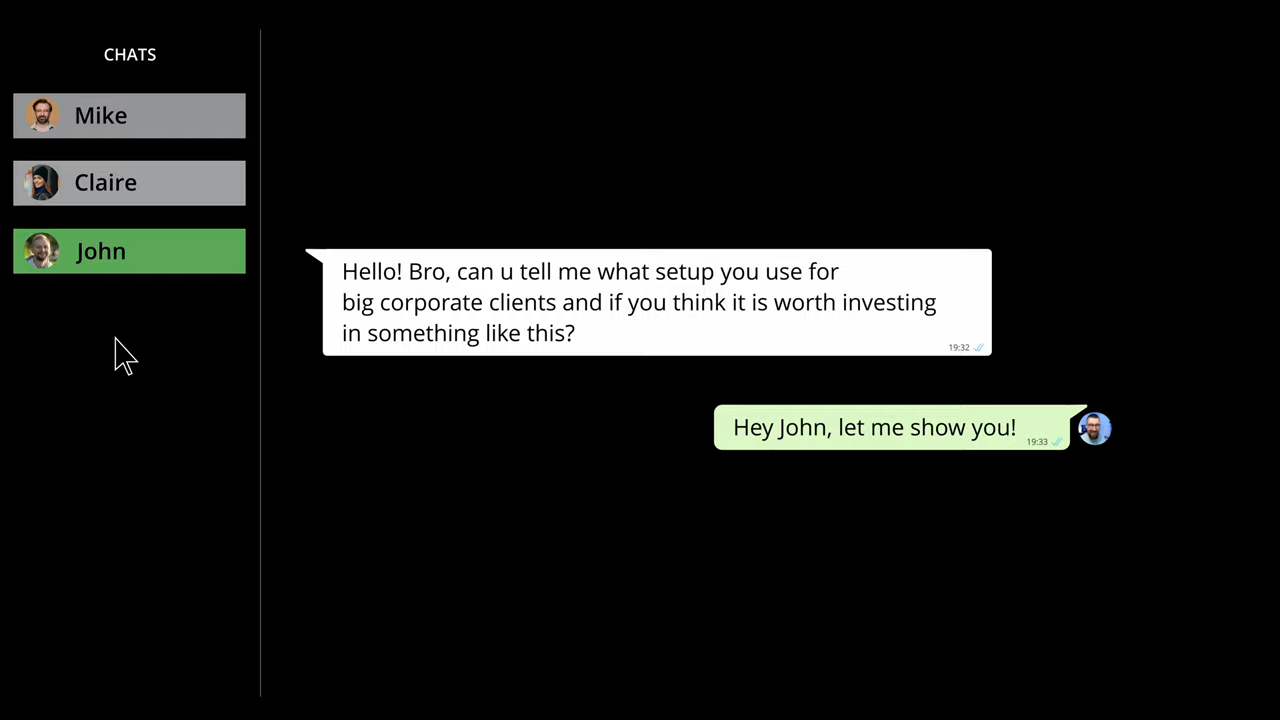 CHATS
Mike
Claire
John
Hello! Bro, can u tell me what setup you use for
big corporate clients and if you think it is worth investing
in something like this?
19:32
Hey John, let me show you!
19:33